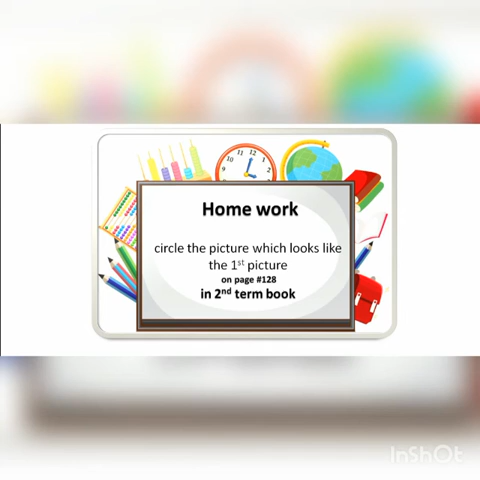 Home work
circle the picture which looks like
the 1st picture
on page #128
in 2nd term book
InShOt